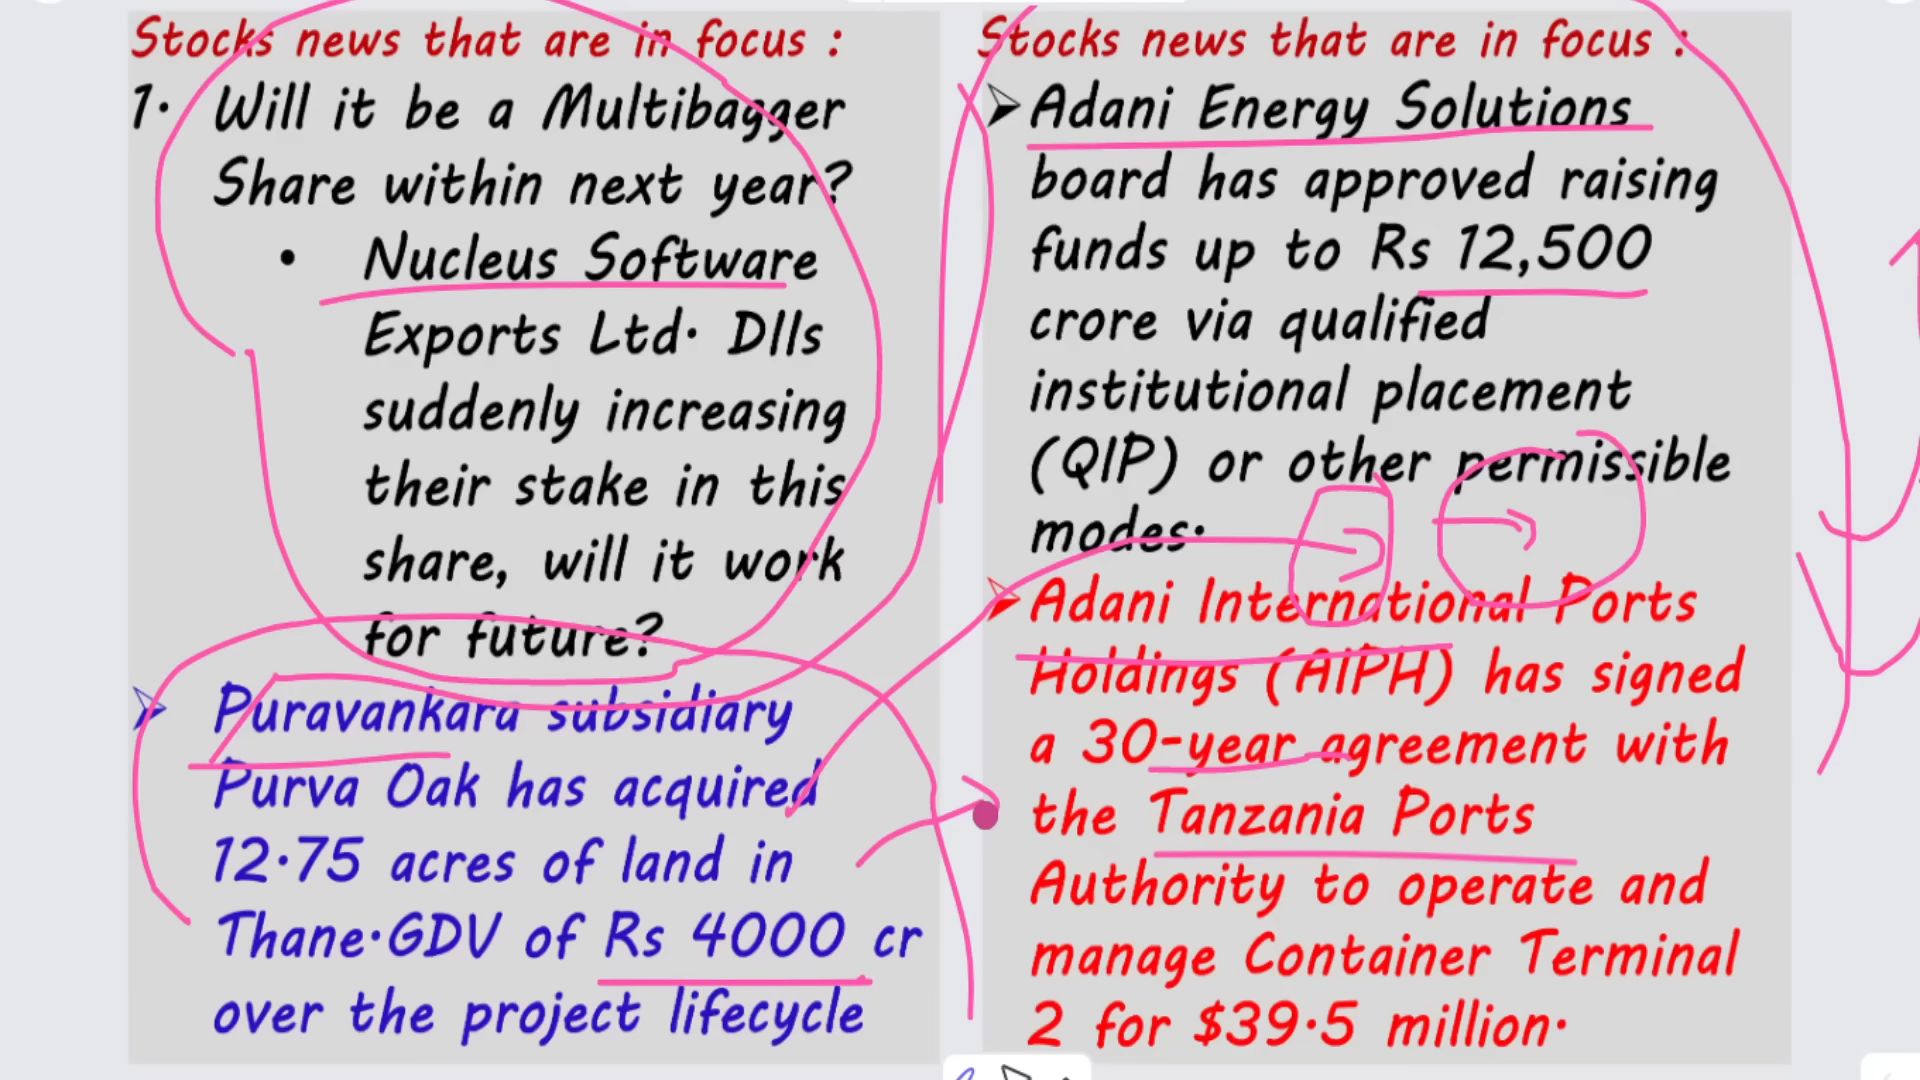 Stocks news that are in focus :
1. Will it be a Multibagger
Share within next year?
• Nucleus Software
Exports Ltd. DIIs
suddenly increasing
their stake in this
share, will it work
for future?
➢ Puravankara subsidiary
Purva Oak has acquired
12.75 acres of land in
Thane.GDV of Rs 4000 cr
over the project lifecycle
Stocks news that are in focus :
➢ Adani Energy Solutions
board has approved raising
funds up to Rs 12,500
crore via qualified
institutional placement
(QIP) or other permissible
modes.
➢ Adani International Ports
Holdings (AIPH) has signed
a 30-year agreement with
the Tanzania Ports
Authority to operate and
manage Container Terminal
2 for $39.5 million.